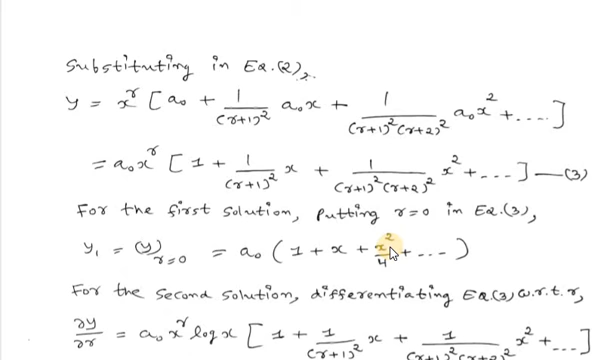 Substituting in Eq.(2),
y = x^r [a₀ + 1/(r+1)² a₀x + 1/((r+1)²(r+2)²) a₀x² + ....]
= a₀x^r [1 + 1/(r+1)² x + 1/((r+1)²(r+2)²) x² + ...] —(3)
For the first solution, putting r=0 in Eq.(3),
y₁ = (y)_{r=0} = a₀ (1 + x + x²/4 + ...)
For the second solution, differentiating Eq.(3) w.r.t. r,
∂y/∂r = a₀x^r log x [1 + 1/(r+1)² x + 1/((r+1)²(r+2)²) x² + ...]